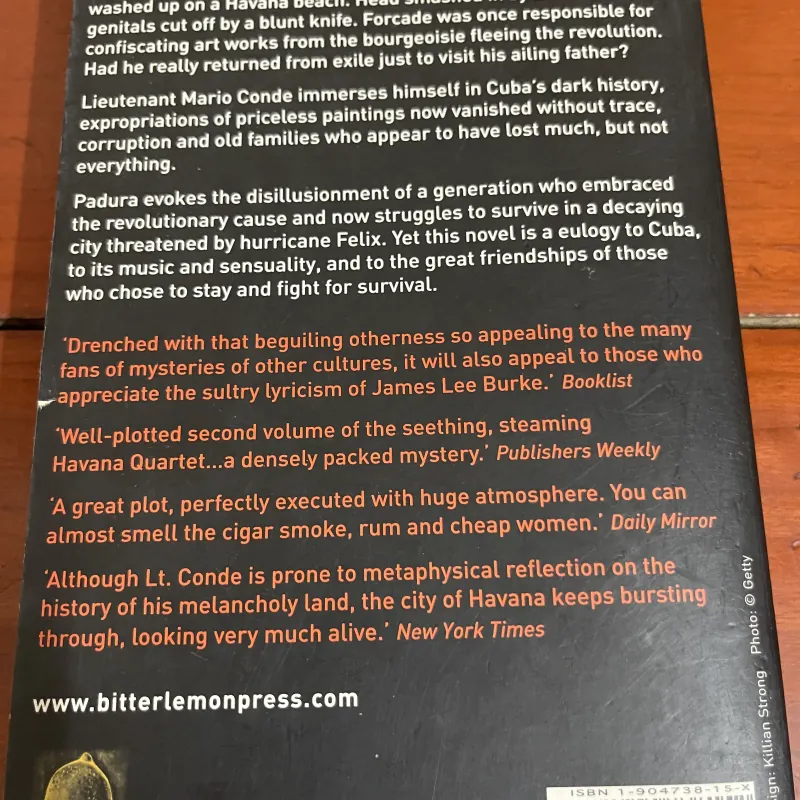 washed up on a Havana beach. Head smashed in by
genitals cut off by a blunt knife. Forcade was once responsible for
confiscating art works from the bourgeoisie fleeing the revolution.
Had he really returned from exile just to visit his ailing father?
Lieutenant Mario Conde immerses himself in Cuba's dark history,
expropriations of priceless paintings now vanished without trace,
corruption and old families who appear to have lost much, but not
everything.
Padura evokes the disillusionment of a generation who embraced
the revolutionary cause and now struggles to survive in a decaying
city threatened by hurricane Felix. Yet this novel is a eulogy to Cuba,
to its music and sensuality, and to the great friendships of those
who chose to stay and fight for survival.
'Drenched with that beguiling otherness so appealing to the many
fans of mysteries of other cultures, it will also appeal to those who
appreciate the sultry lyricism of James Lee Burke.' Booklist
'Well-plotted second volume of the seething, steaming
Havana Quartet...a densely packed mystery.' Publishers Weekly
'A great plot, perfectly executed with huge atmosphere. You can
almost smell the cigar smoke, rum and cheap women.' Daily Mirror
'Although Lt. Conde is prone to metaphysical reflection on the
history of his melancholy land, the city of Havana keeps bursting
through, looking very much alive.' New York Times
www.bitterlemonpress.com
ign: Killian Strong / Photo: © Getty
ISBN 1-904738-15-X